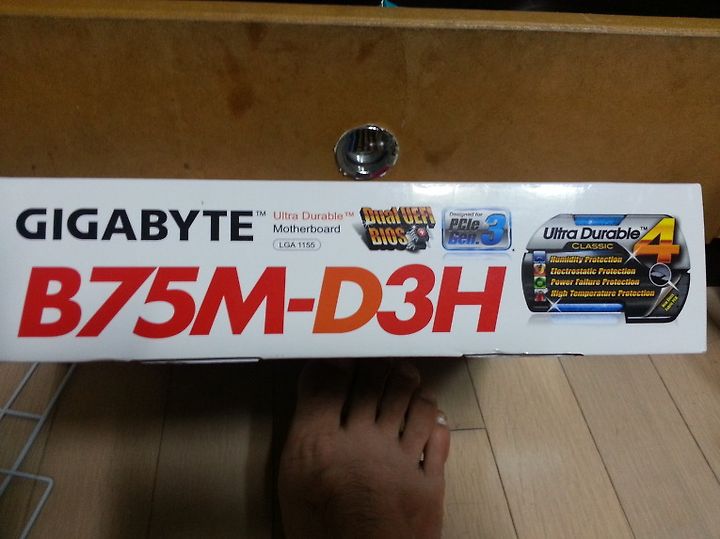 GIGABYTE™
Ultra Durable™
Motherboard
LGA 1155
Dual UEFI
BIOS
Designed for
PCIe
Gen.3
B75M-D3H
Ultra Durable™ 4
CLASSIC
Humidity Protection
Electrostatic Protection
Power Failure Protection
High Temperature Protection